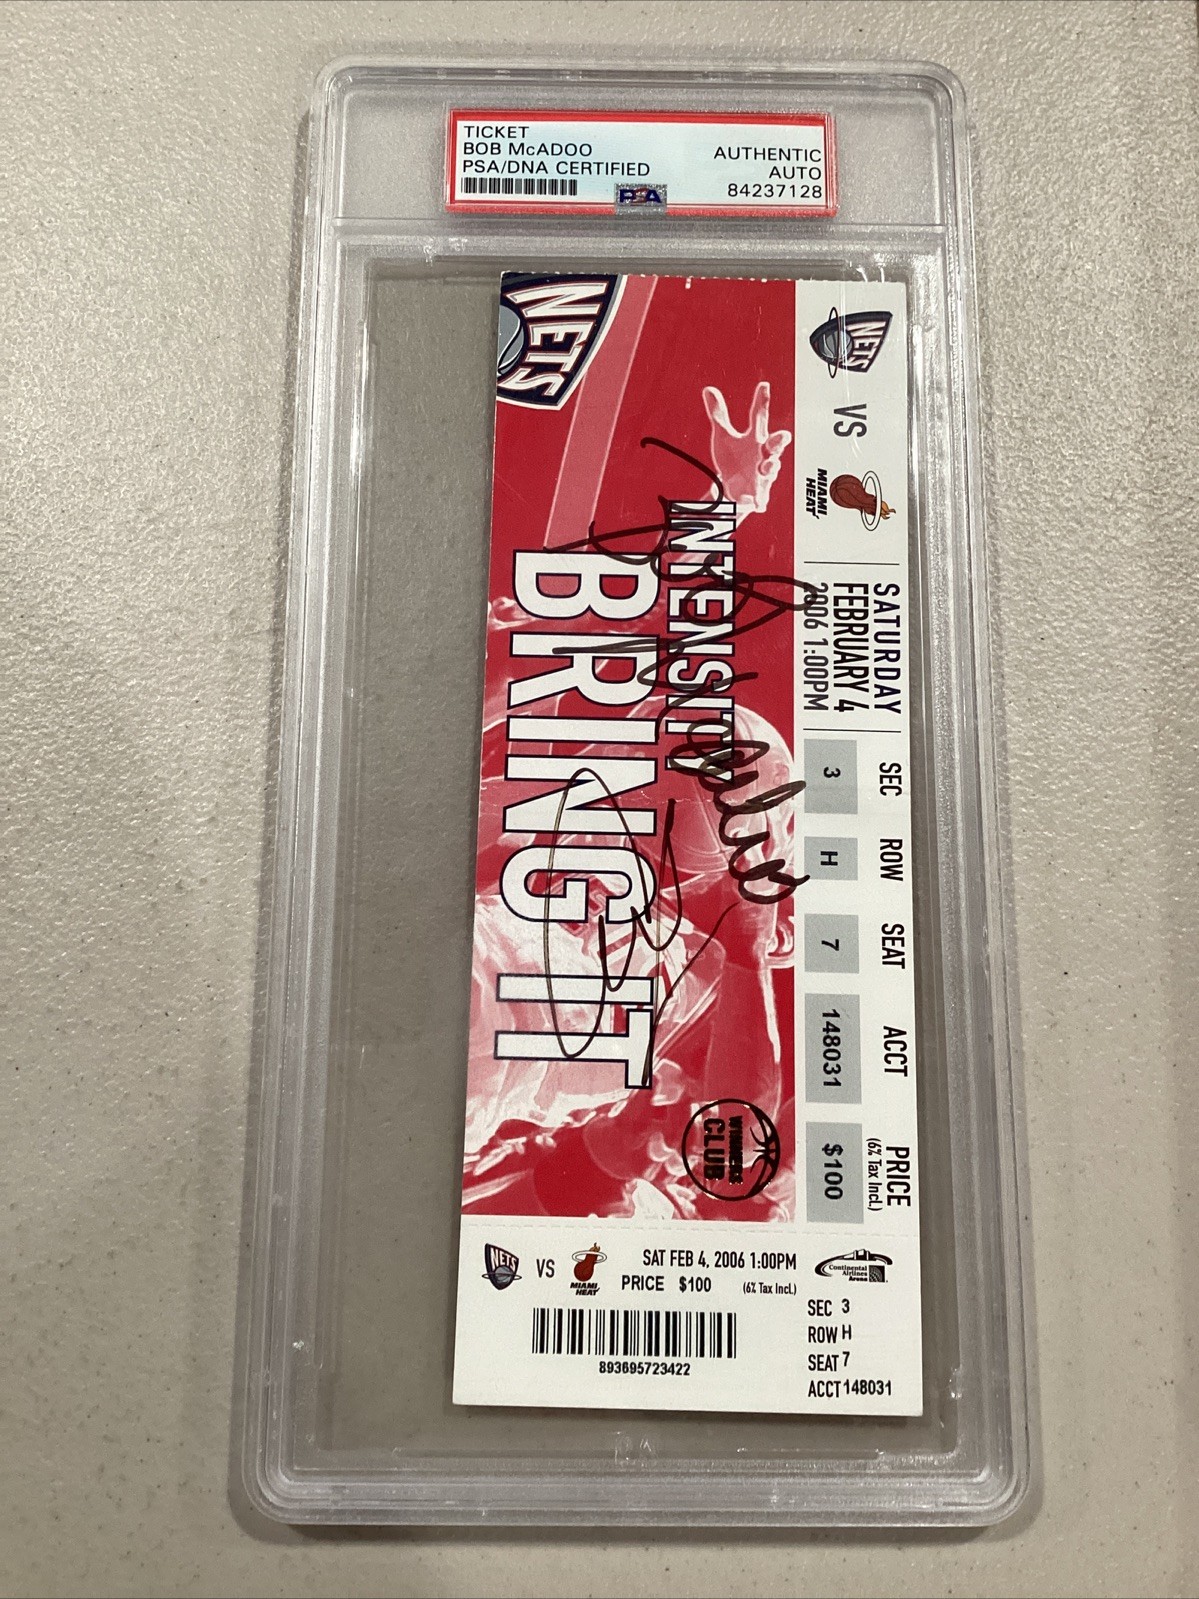 TICKET
BOB McADOO
PSA/DNA CERTIFIED
AUTHENTIC
AUTO
84237128
PSA
NETS
NETS
VS
MIAMI
HEAT
SATURDAY
FEBRUARY 4
2006 1:00PM
SEC ROW SEAT ACCT PRICE
(6% Tax Incl.)
3 H 7 148031 $100
INTENSITY
BRING IT
Bob McAdoo
WINNERS
CLUB
NETS
VS
MIAMI
HEAT
SAT FEB 4, 2006 1:00PM
PRICE $100 (6% Tax Incl.)
Continental
Airlines
Arena
893695723422
SEC 3
ROW H
SEAT 7
ACCT 148031